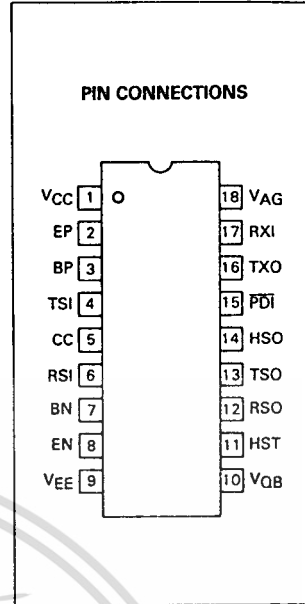 PIN CONNECTIONS
VCC 1 18 VAG
EP 2 17 RXI
BP 3 16 TXO
TSI 4 15 PDI
CC 5 14 HSO
RSI 6 13 TSO
BN 7 12 RSO
EN 8 11 HST
VEE 9 10 VQB